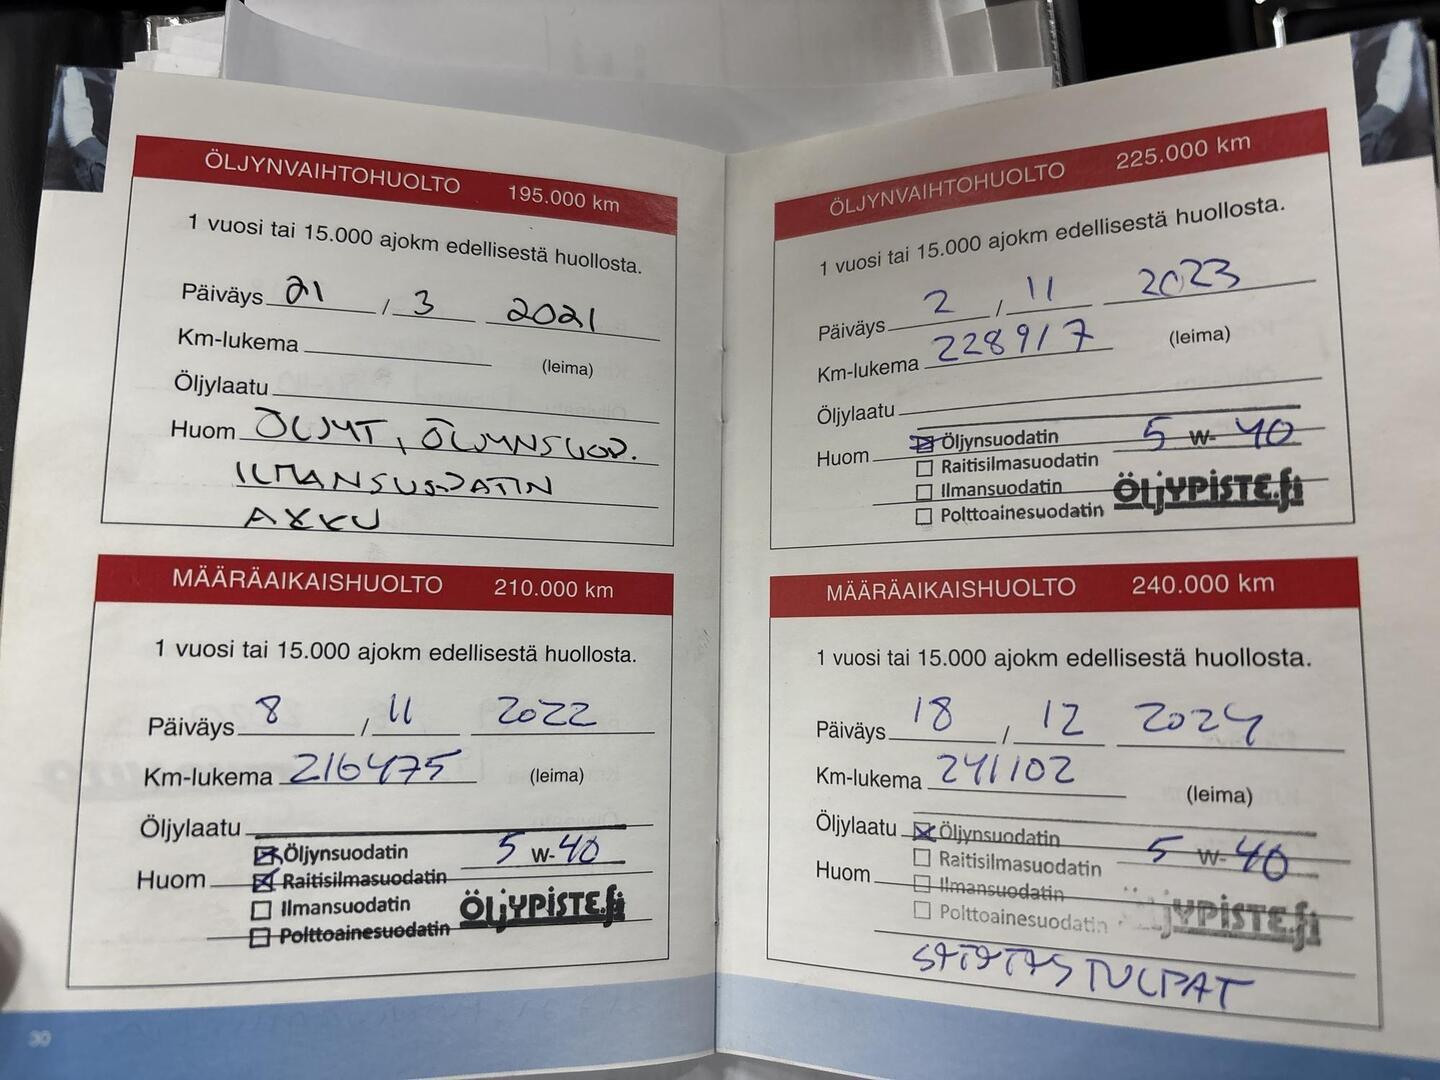 ÖLJYNVAIHTOHUOLTO 195.000 km
1 vuosi tai 15.000 ajokm edellisestä huollosta.
Päiväys 21 / 3 2021
Km-lukema (leima)
Öljylaatu
Huom ÖLJYT, ÖLJYNSUOD.
ILMANSUODATIN
AKKU
MÄÄRÄAIKAISHUOLTO 210.000 km
1 vuosi tai 15.000 ajokm edellisestä huollosta.
Päiväys 8 / 11 2022
Km-lukema 216475 (leima)
Öljylaatu
Öljynsuodatin 5 W-40
Huom Raitisilmasuodatin
Ilmansuodatin ÖLJYPISTE.fi
Polttoainesuodatin
30
ÖLJYNVAIHTOHUOLTO 225.000 km
1 vuosi tai 15.000 ajokm edellisestä huollosta.
Päiväys 2 / 11 2023
Km-lukema 228917 (leima)
Öljylaatu
Öljynsuodatin 5 W-40
Huom Raitisilmasuodatin
Ilmansuodatin ÖLJYPISTE.fi
Polttoainesuodatin
MÄÄRÄAIKAISHUOLTO 240.000 km
1 vuosi tai 15.000 ajokm edellisestä huollosta.
Päiväys 18 / 12 2024
Km-lukema 241102 (leima)
Öljylaatu Öljynsuodatin
Raitisilmasuodatin 5 W-40
Huom Ilmansuodatin
Polttoainesuodatin ÖLJYPISTE.fi
TULPAT